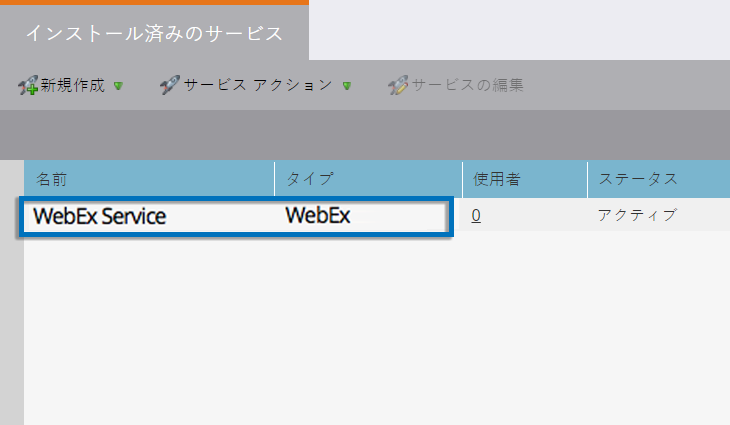 インストール済みのサービス
新規作成 サービス アクション サービスの編集
名前 タイプ 使用者 ステータス
WebEx Service WebEx 0 アクティブ